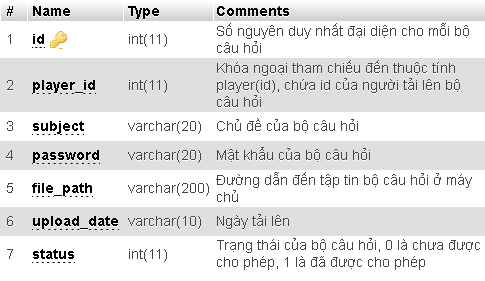 # Name Type Comments
1 id int(11) Số nguyên duy nhất đại diện cho mỗi bộ
câu hỏi
2 player_id int(11) Khóa ngoại tham chiếu đến thuộc tính
player(id), chứa id của người tải lên bộ
câu hỏi
3 subject varchar(20) Chủ đề của bộ câu hỏi
4 password varchar(20) Mật khẩu của bộ câu hỏi
5 file_path varchar(200) Đường dẫn đến tập tin bộ câu hỏi ở máy
chủ
6 upload_date varchar(10) Ngày tải lên
7 status int(11) Trạng thái của bộ câu hỏi, 0 là chưa được
cho phép, 1 là đã được cho phép